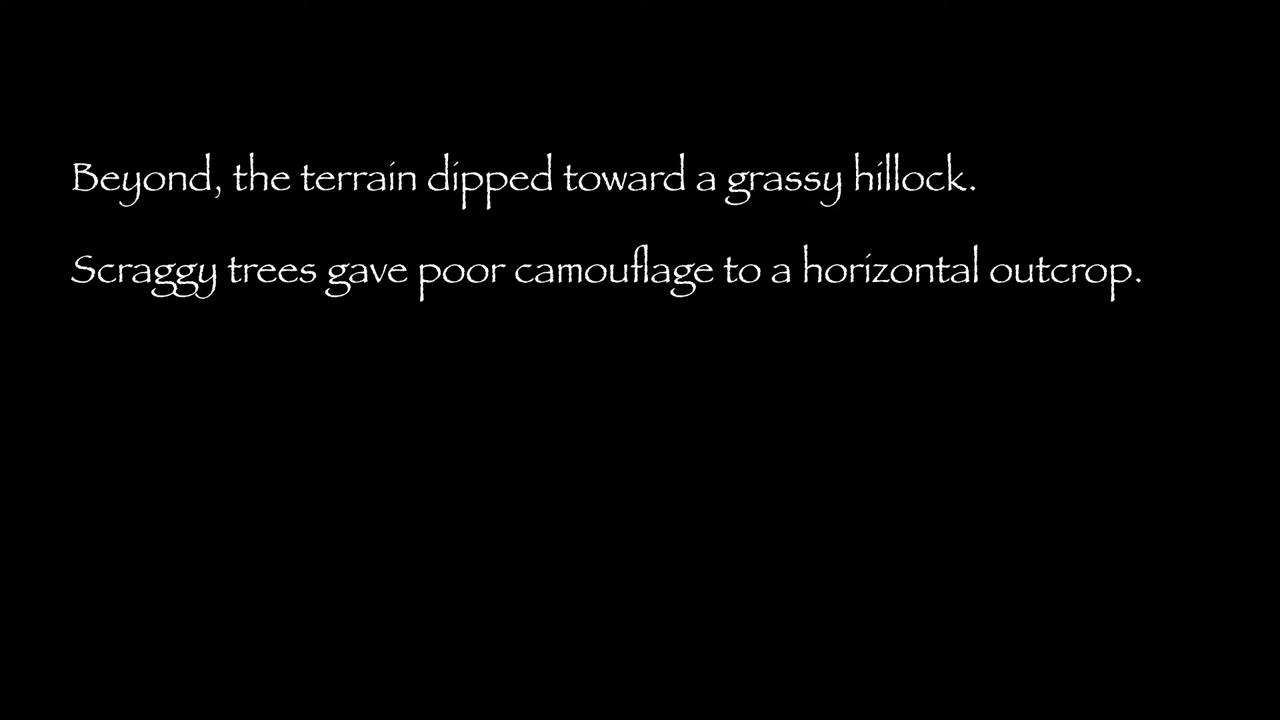 Beyond, the terrain dipped toward a grassy hillock.
Scraggy trees gave poor camouflage to a horizontal outcrop.